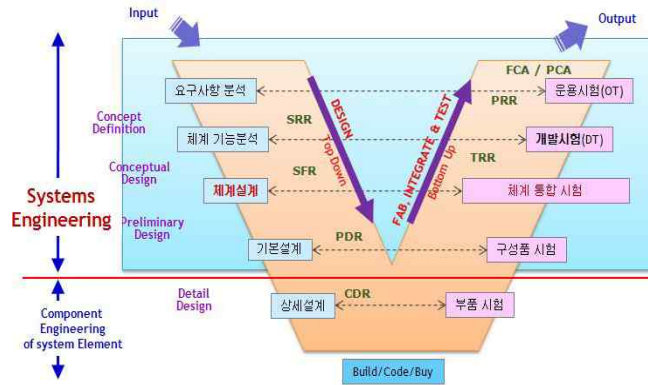 Input
Output
FCA / PCA
요구사항 분석
운용시험(OT)
PRR
SRR
DESIGN
Top Down
FAB, INTEGRATE & TEST
Bottom Up
Concept
Definition
체계 기능분석
개발시험(DT)
TRR
Conceptual
Design
SFR
체계설계
체계 통합 시험
Systems
Engineering
Preliminary
Design
PDR
기본설계
구성품 시험
Detail
Design
CDR
상세설계
부품 시험
Component
Engineering
of system Element
Build/Code/Buy